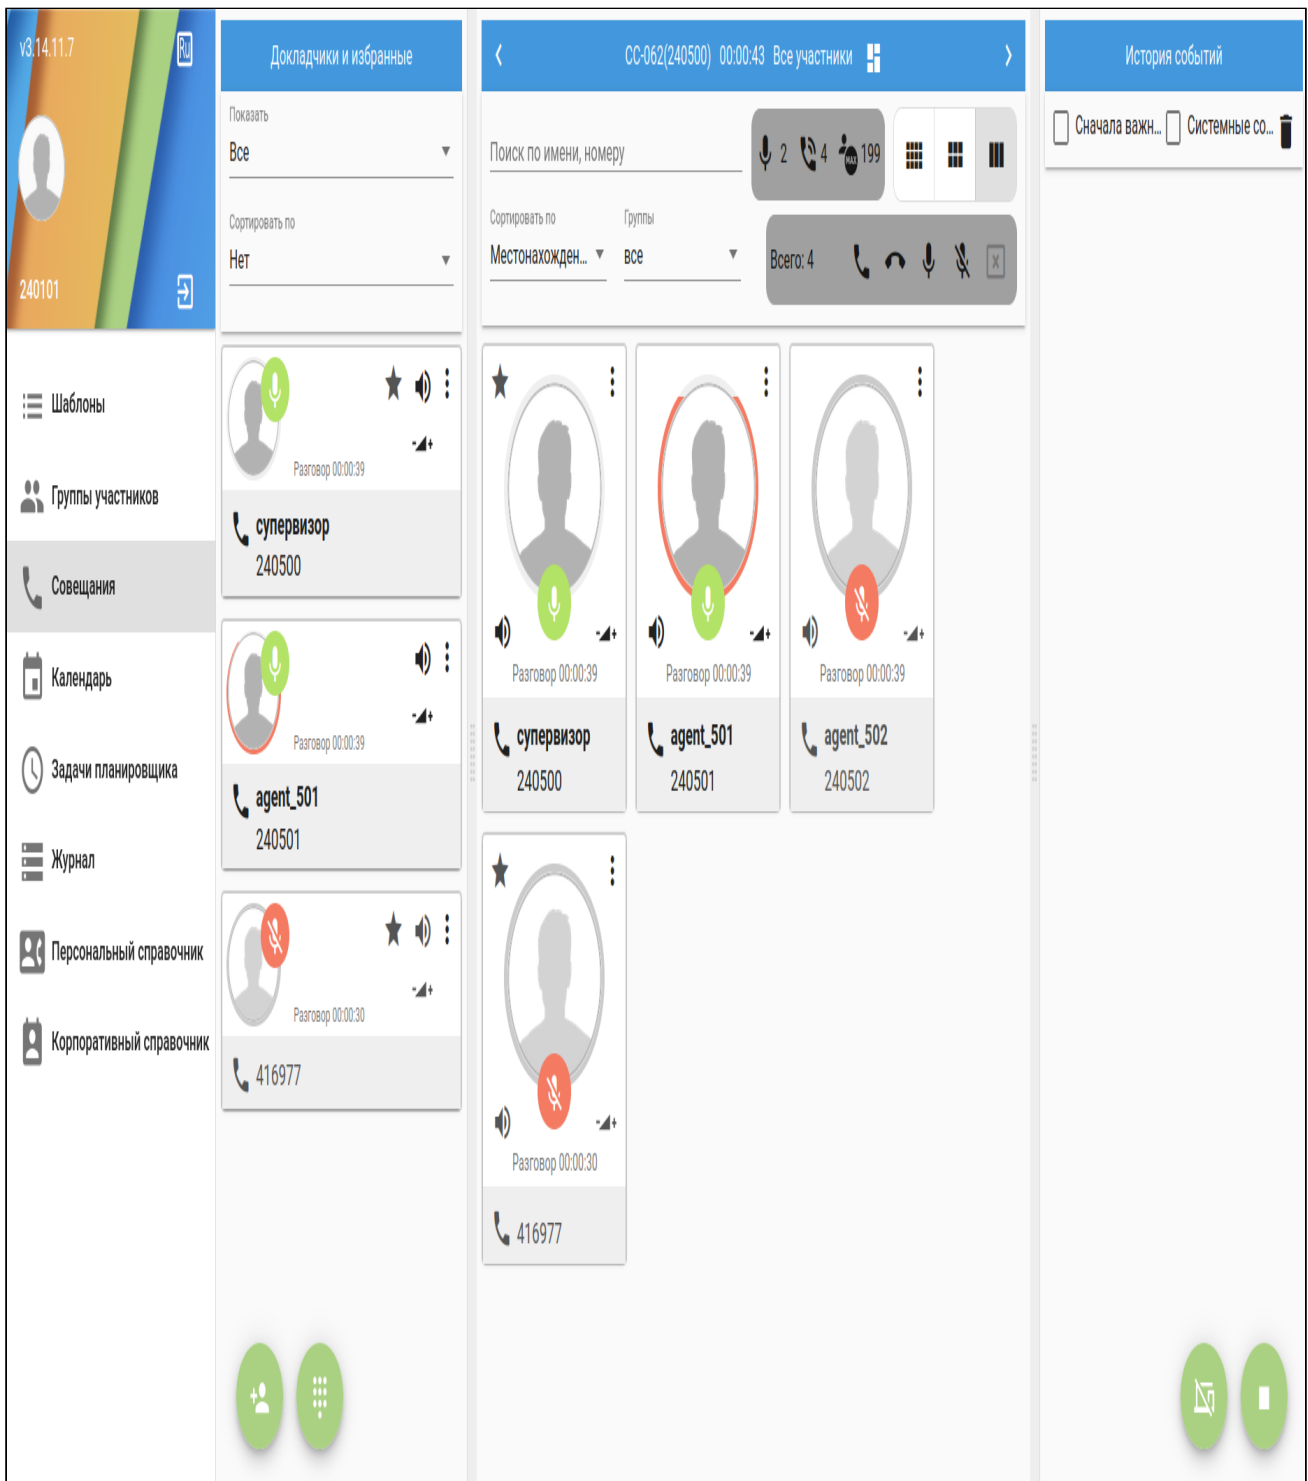 v3.14.11.7
Ru
240101
Шаблоны
Группы участников
Совещания
Календарь
Задачи планировщика
Журнал
Персональный справочник
Корпоративный справочник
Докладчики и избранные
Показать
Все
Сортировать по
Нет
Разговор 00:00:39
супервизор
240500
Разговор 00:00:39
agent_501
240501
Разговор 00:00:30
416977
СС-062(240500) 00:00:43 Все участники
Поиск по имени, номеру
2 4 MAX 199
Сортировать по
Местонахожден...
Группы
все
Всего: 4
Разговор 00:00:39
супервизор
240500
Разговор 00:00:39
agent_501
240501
Разговор 00:00:39
agent_502
240502
Разговор 00:00:30
416977
История событий
Сначала важн... Системные со...